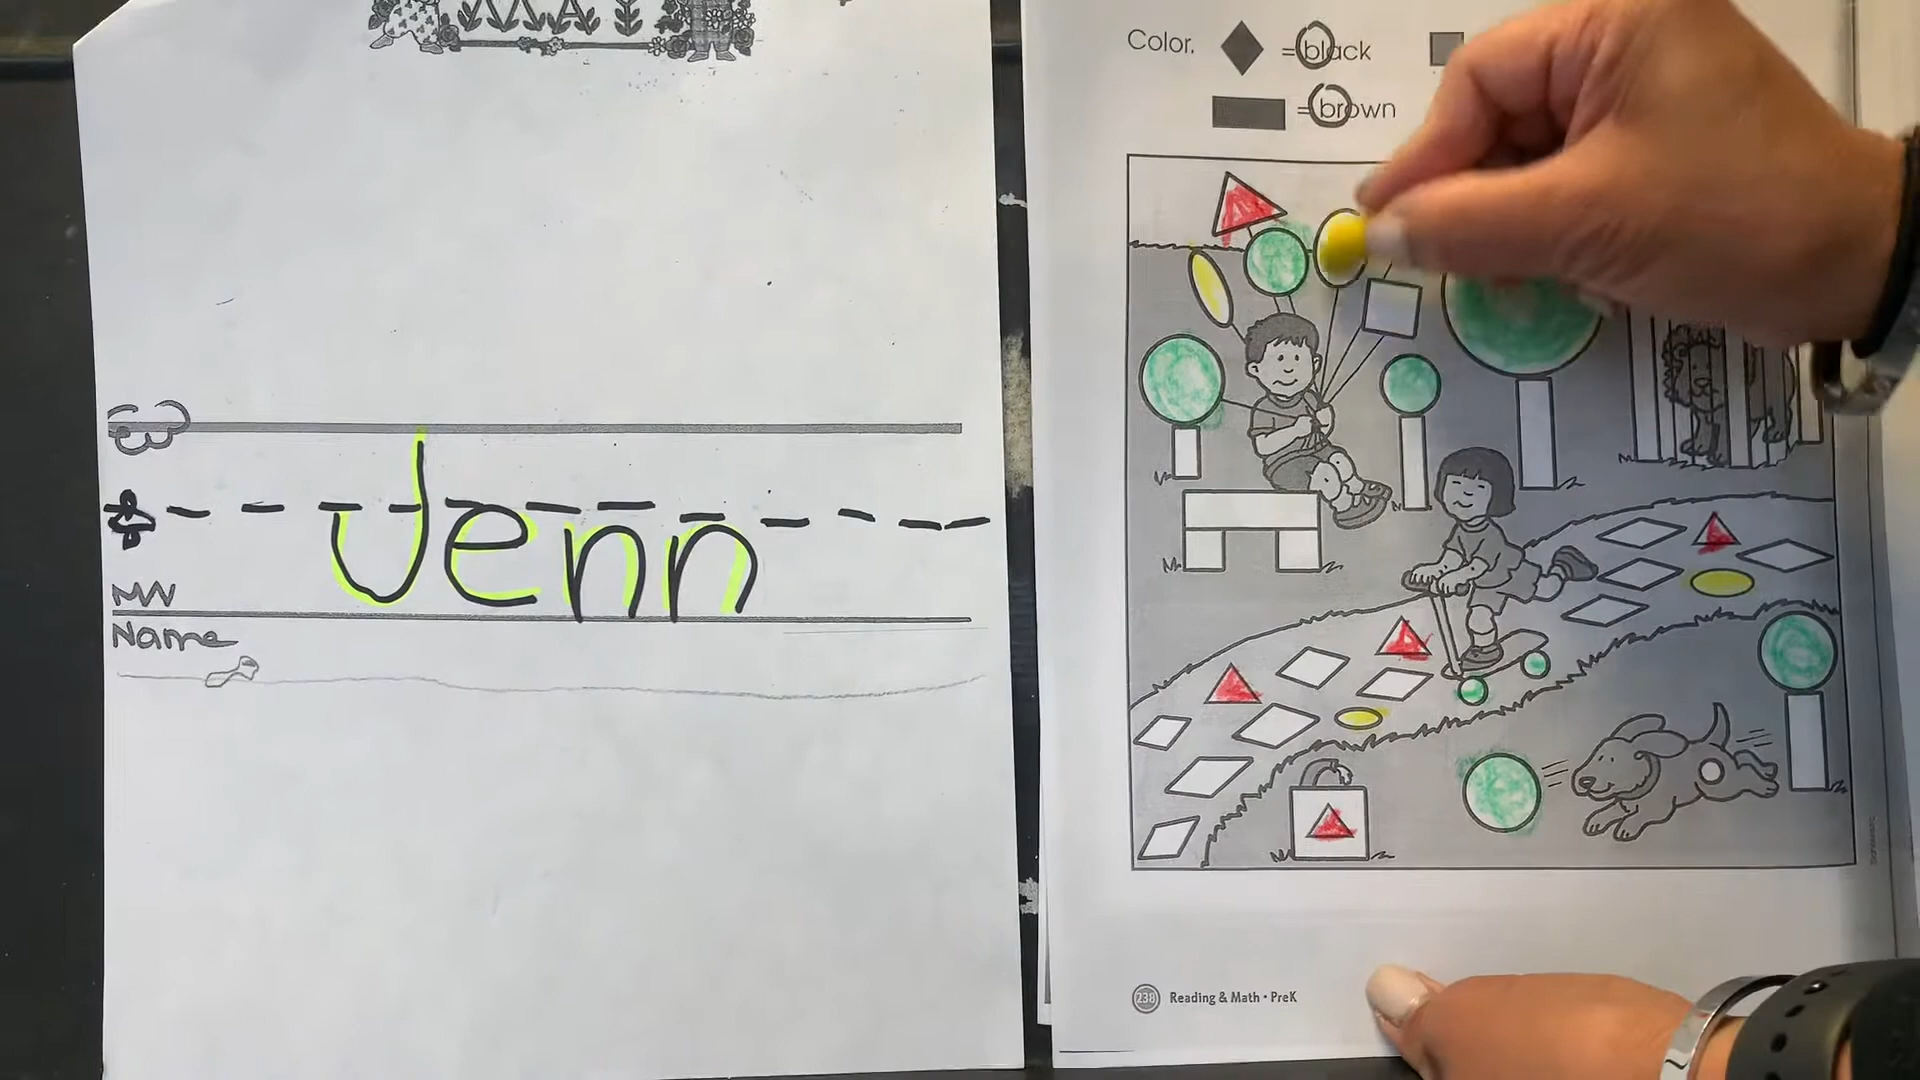 Jenn
Name
Color. = black
= brown
238 Reading & Math • PreK